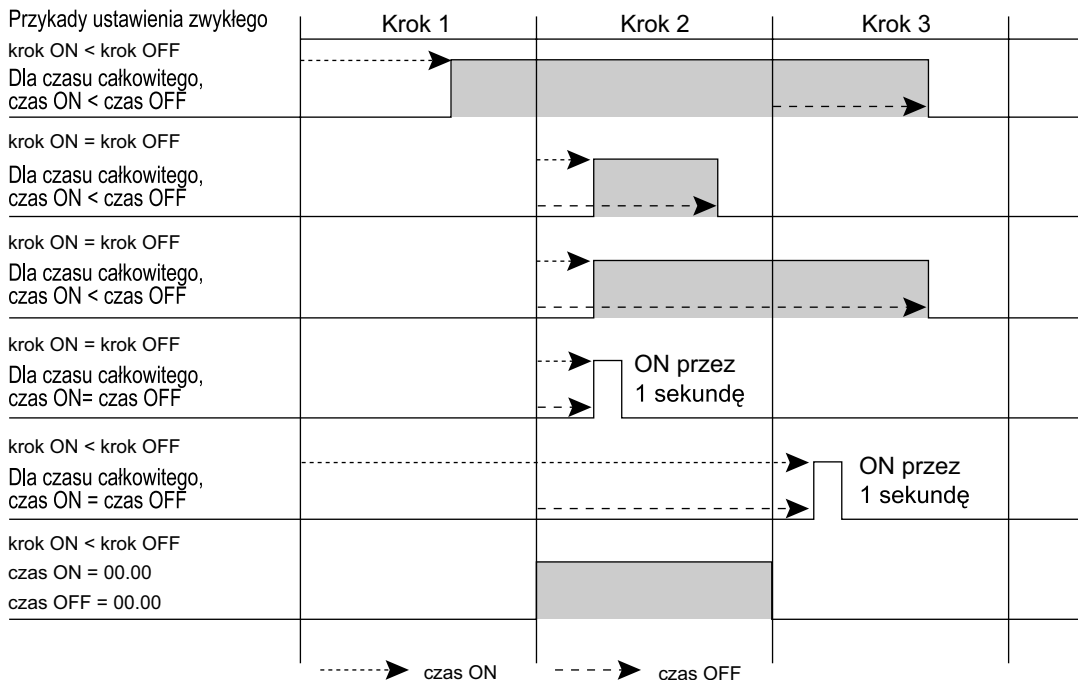 Przykady ustawienia zwykłego
Krok 1
Krok 2
Krok 3
krok ON < krok OFF
Dla czasu całkowitego,
czas ON < czas OFF
krok ON = krok OFF
Dla czasu całkowitego,
czas ON < czas OFF
krok ON = krok OFF
Dla czasu całkowitego,
czas ON < czas OFF
krok ON = krok OFF
Dla czasu całkowitego,
czas ON= czas OFF
ON przez
1 sekundę
krok ON < krok OFF
Dla czasu całkowitego,
czas ON = czas OFF
ON przez
1 sekundę
krok ON < krok OFF
czas ON = 00.00
czas OFF = 00.00
czas ON
czas OFF